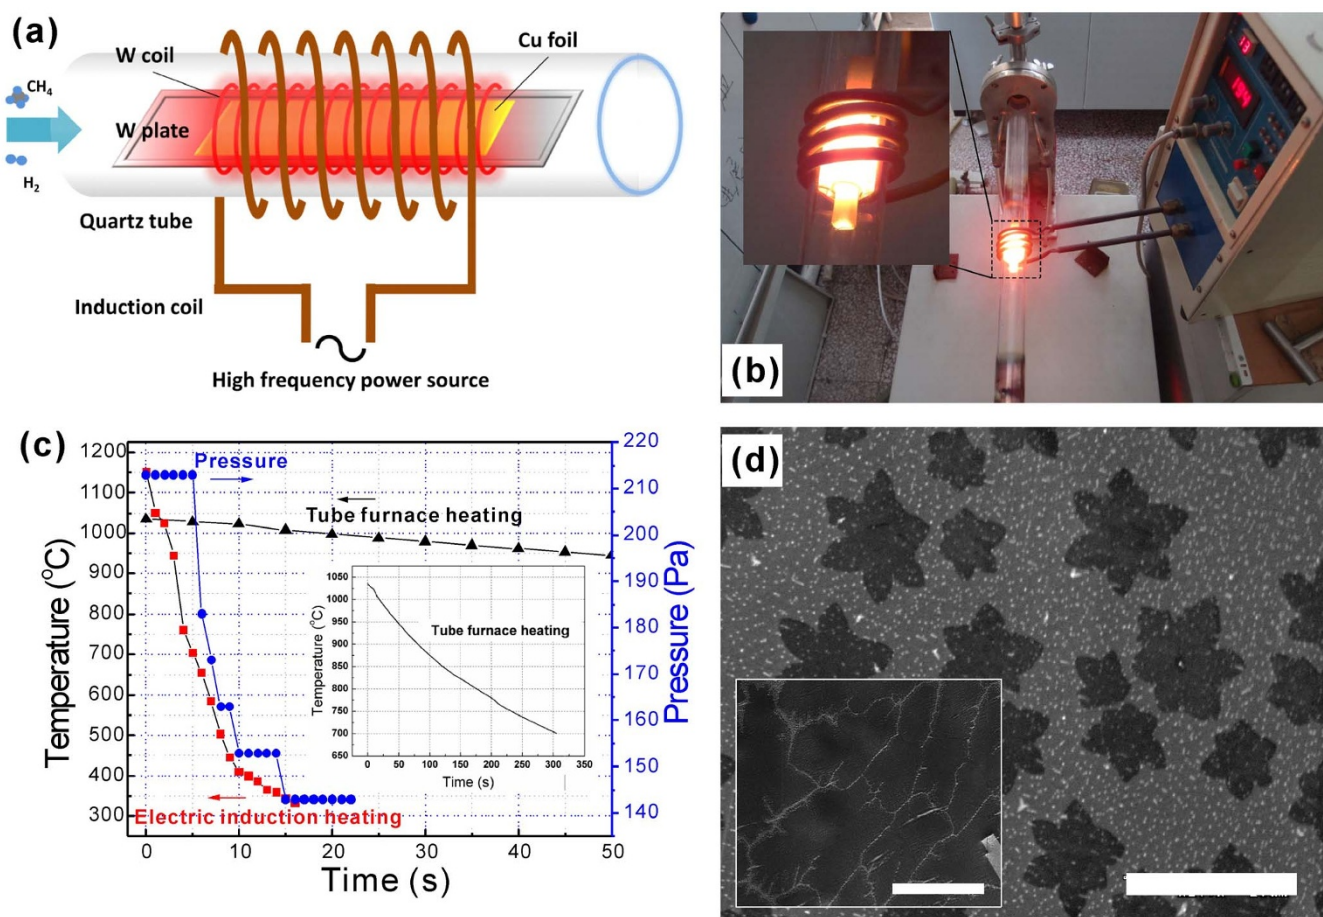 (a)
W coil
Cu foil
CH4
W plate
H2
Quartz tube
Induction coil
High frequency power source
(b)
(c)
Temperature (oC)
1200
1100
1000
900
800
700
600
500
400
300
Pressure
Tube furnace heating
Electric induction heating
0
10
20
30
40
50
Time (s)
220
210
200
190
180
170
160
150
140
Pressure (Pa)
Temperature (oC)
1050
1000
950
900
850
800
750
700
650
Tube furnace heating
0
50
100
150
200
250
300
350
Time (s)
(d)